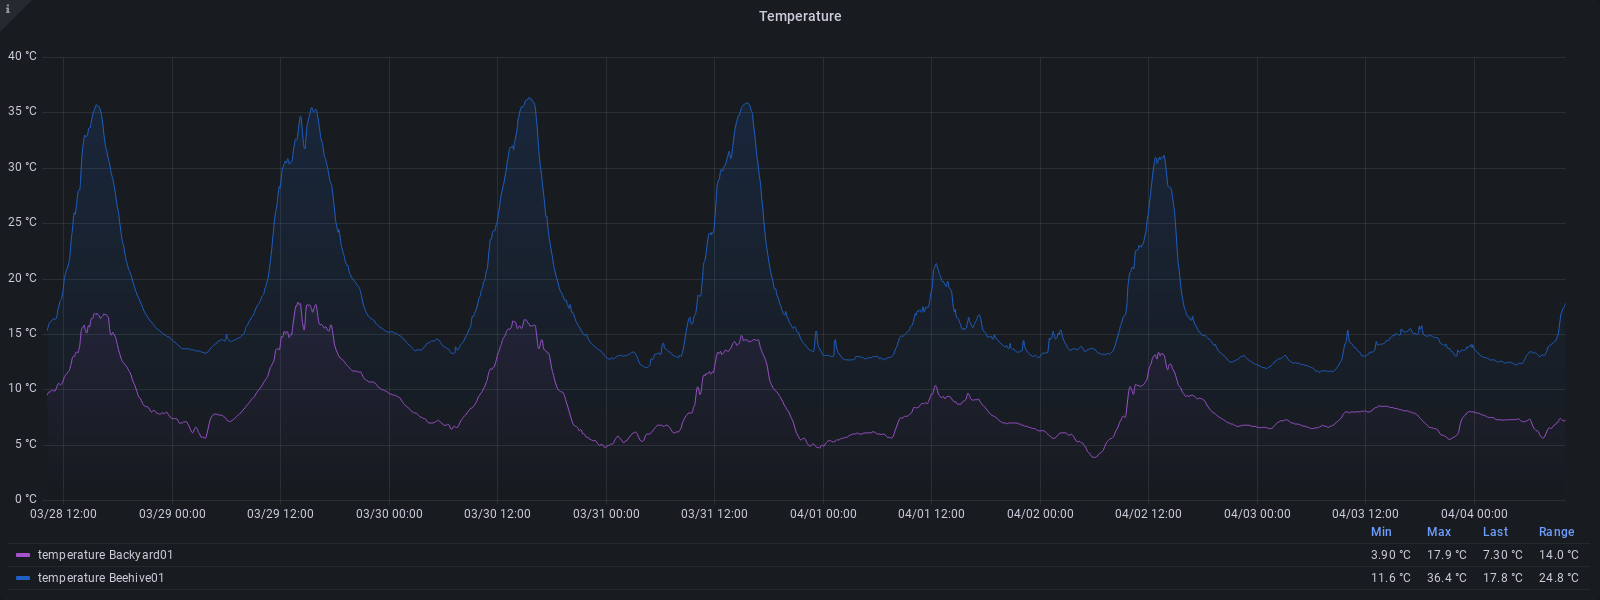 i
Temperature
40 °C
35 °C
30 °C
25 °C
20 °C
15 °C
10 °C
5 °C
0 °C
03/28 12:00 03/29 00:00 03/29 12:00 03/30 00:00 03/30 12:00 03/31 00:00 03/31 12:00 04/01 00:00 04/01 12:00 04/02 00:00 04/02 12:00 04/03 00:00 04/03 12:00 04/04 00:00
Min Max Last Range
temperature Backyard01 3.90 °C 17.9 °C 7.30 °C 14.0 °C
temperature Beehive01 11.6 °C 36.4 °C 17.8 °C 24.8 °C